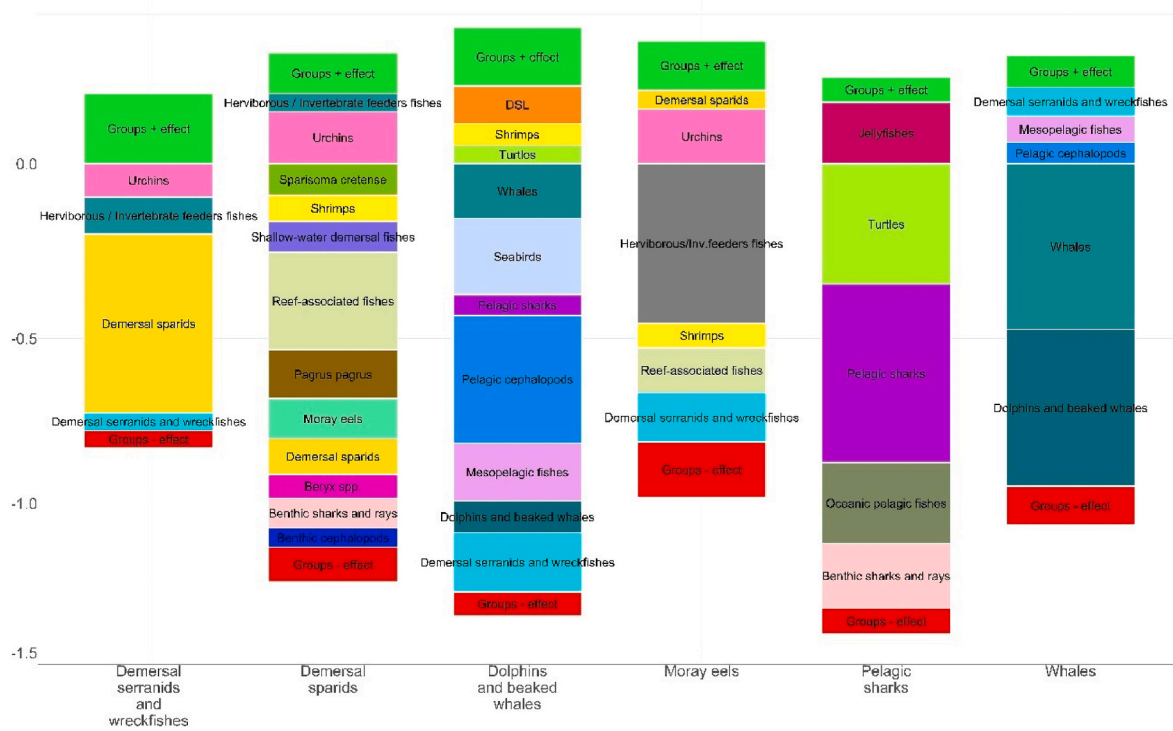 0.0
-0.5
-1.0
-1.5
Groups + effect
Urchins
Herviborous / Invertebrate feeders fishes
Demersal sparids
Demersal serranids and wreckfishes
Groups - effect
Groups + effect
Herviborous / Invertebrate feeders fishes
Urchins
Sparisoma cretense
Shrimps
Shallow-water demersal fishes
Reef-associated fishes
Pagrus pagrus
Moray eels
Demersal sparids
Beryx spp
Benthic sharks and rays
Benthic cephalopods
Groups - effect
Groups + effect
DSL
Shrimps
Turtles
Whales
Seabirds
Pelagic sharks
Pelagic cephalopods
Mesopelagic fishes
Dolphins and beaked whales
Demersal serranids and wreckfishes
Groups - effect
Groups + effect
Demersal sparids
Urchins
Herviborous/Inv.feeders fishes
Shrimps
Reef-associated fishes
Demersal serranids and wreckfishes
Groups - effect
Groups + effect
Jellyfishes
Turtles
Pelagic sharks
Oceanic pelagic fishes
Benthic sharks and rays
Groups - effect
Groups + effect
Demersal serranids and wreckfishes
Mesopelagic fishes
Pelagic cephalopods
Whales
Dolphins and beaked whales
Groups - effect
Demersal
serranids
and
wreckfishes
Demersal
sparids
Dolphins
and beaked
whales
Moray eels
Pelagic
sharks
Whales